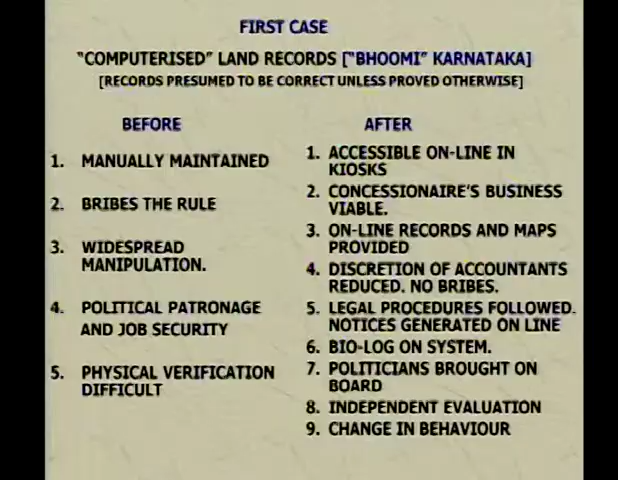 FIRST CASE
"COMPUTERISED" LAND RECORDS ["BHOOMI" KARNATAKA]
[RECORDS PRESUMED TO BE CORRECT UNLESS PROVED OTHERWISE]
BEFORE
1. MANUALLY MAINTAINED
2. BRIBES THE RULE
3. WIDESPREAD
MANIPULATION.
4. POLITICAL PATRONAGE
AND JOB SECURITY
5. PHYSICAL VERIFICATION
DIFFICULT
AFTER
1. ACCESSIBLE ON-LINE IN
KIOSKS
2. CONCESSIONAIRE'S BUSINESS
VIABLE.
3. ON-LINE RECORDS AND MAPS
PROVIDED
4. DISCRETION OF ACCOUNTANTS
REDUCED. NO BRIBES.
5. LEGAL PROCEDURES FOLLOWED.
NOTICES GENERATED ON LINE
6. BIO-LOG ON SYSTEM.
7. POLITICIANS BROUGHT ON
BOARD
8. INDEPENDENT EVALUATION
9. CHANGE IN BEHAVIOUR